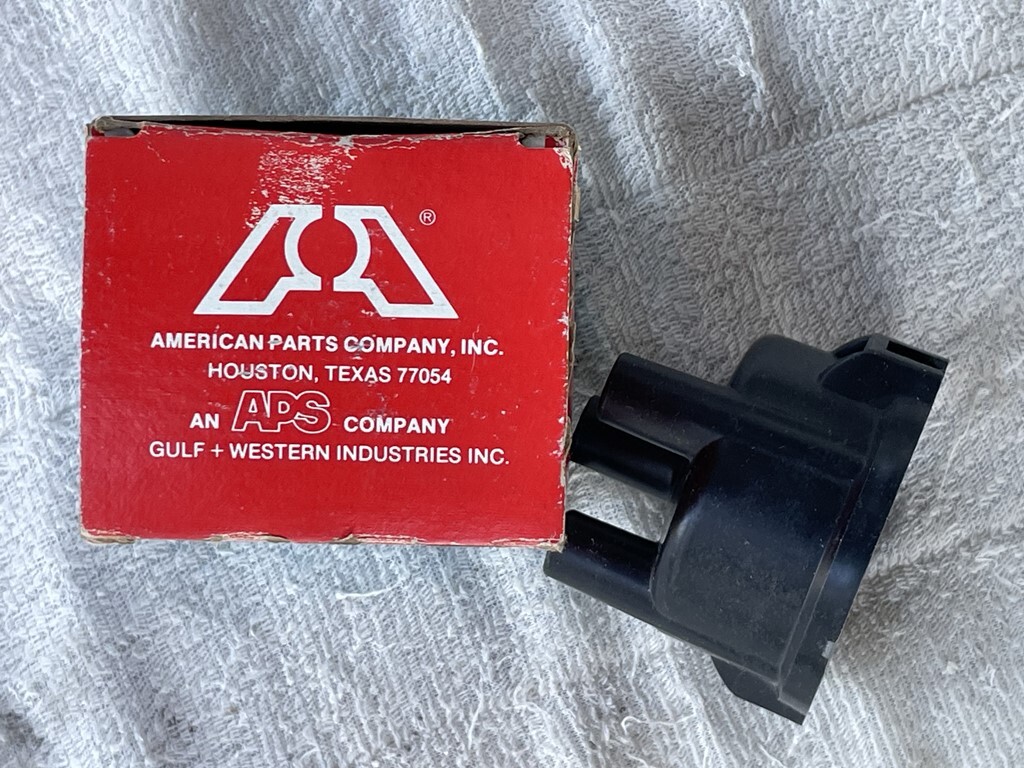 ®
AMERICAN PARTS COMPANY, INC.
HOUSTON, TEXAS 77054
AN APS COMPANY
GULF + WESTERN INDUSTRIES INC.